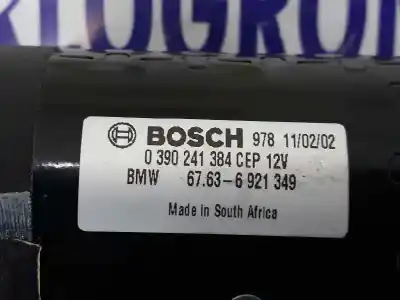 BOSCH 978 11/02/02
0 390 241 384 CEP 12V
BMW 67.63- 6 921 349
Made in South Africa